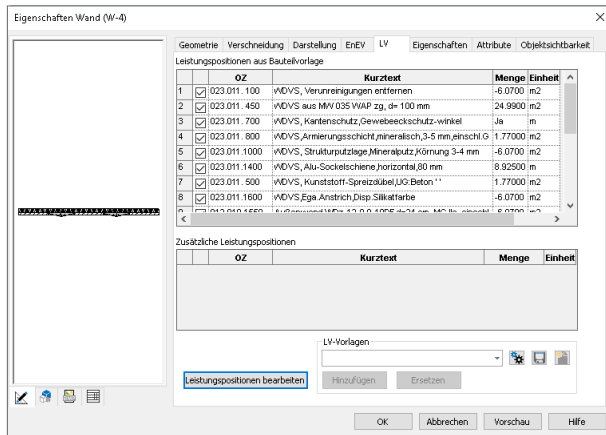 Eigenschaften Wand (W-4)
Geometrie Verschneidung Darstellung EnEV LV Eigenschaften Attribute Objektsichtbarkeit
Leistungspositionen aus Bauteilvorlage
OZ Kurztext Menge Einheit
1 023.011. 100 WDVS, Verunreinigungen entfernen -6.0700 m2
2 023.011. 450 WDVS aus MW 035 WAP zg, d= 100 mm 24.9900 m2
3 023.011. 700 WDVS, Kantenschutz,Gewebeeckschutz-winkel Ja m
4 023.011. 800 WDVS,Armierungsschicht,mineralisch,3-5 mm,einschl.G 1.77000 m2
5 023.011.1000 WDVS, Strukturputzlage,Mineralputz,Körnung 3-4 mm -6.0700 m2
6 023.011.1400 WDVS, Alu-Sockelschiene,horizontal,80 mm 8.92500 m
7 023.011. 500 WDVS, Kunststoff-Spreizdübel,UG:Beton ' ' 1.77000 m2
8 023.011.1600 WDVS,Ega.Anstrich,Disp.Silikatfarbe -6.0700 m2
Zusätzliche Leistungspositionen
OZ Kurztext Menge Einheit
LV-Vorlagen
Leistungspositionen bearbeiten Hinzufügen Ersetzen
OK Abbrechen Vorschau Hilfe